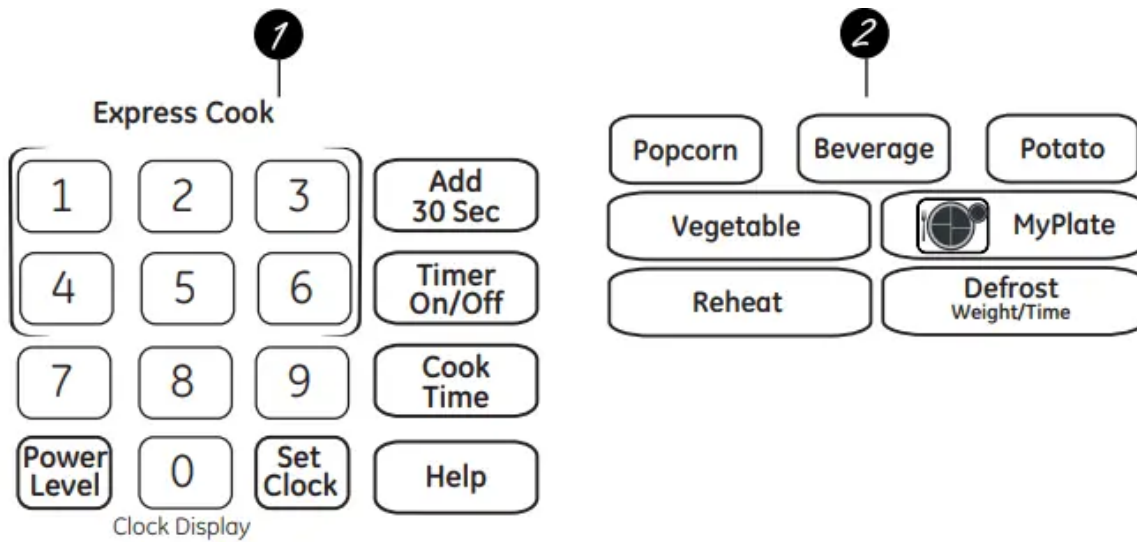 1
2
Express Cook
1
2
3
Add
30 Sec
4
5
6
Timer
On/Off
7
8
9
Cook
Time
Power
Level
0
Set
Clock
Help
Clock Display
Popcorn
Beverage
Potato
Vegetable
MyPlate
Reheat
Defrost
Weight/Time